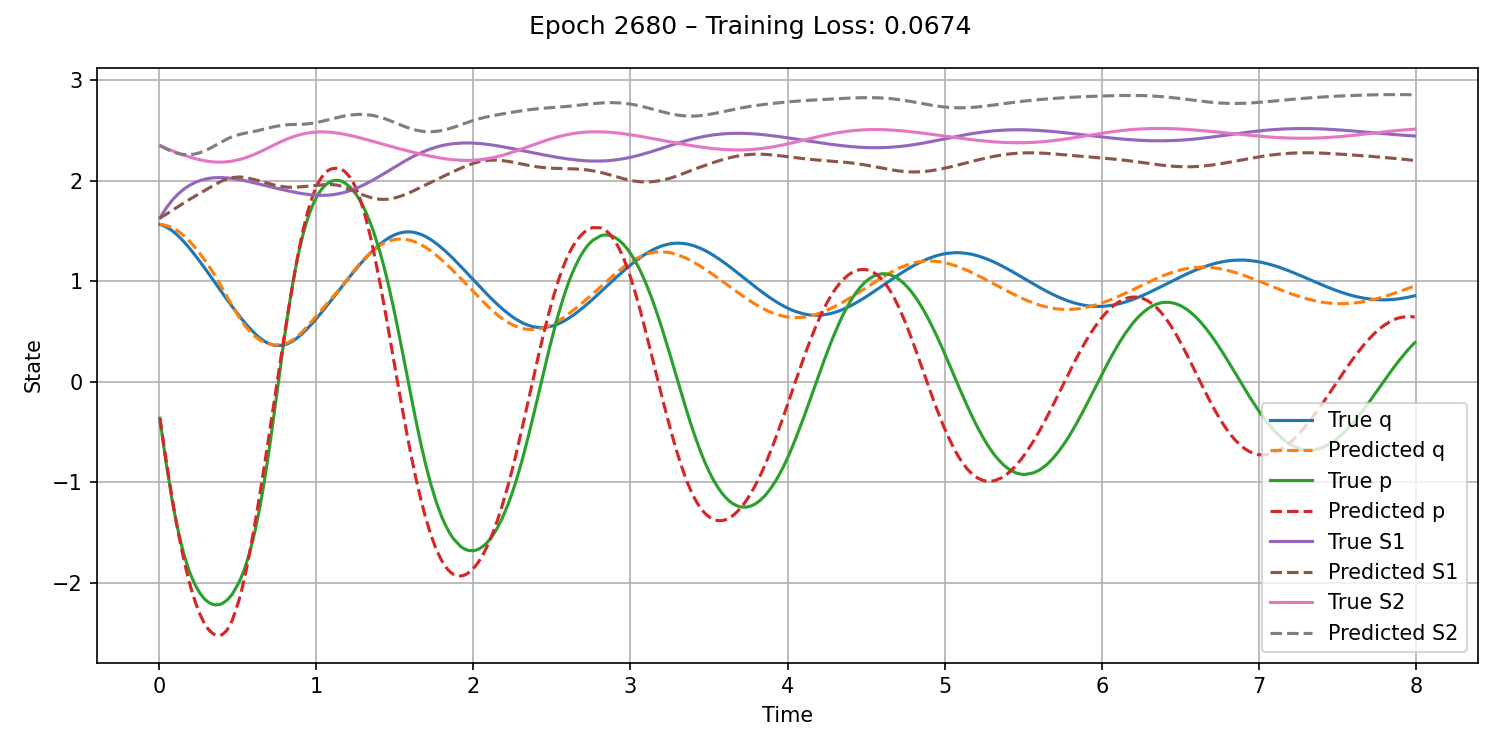 Epoch 2680 – Training Loss: 0.0674
3
2
1
0
−1
−2
State
0 1 2 3 4 5 6 7 8
Time
True q
Predicted q
True p
Predicted p
True S1
Predicted S1
True S2
Predicted S2